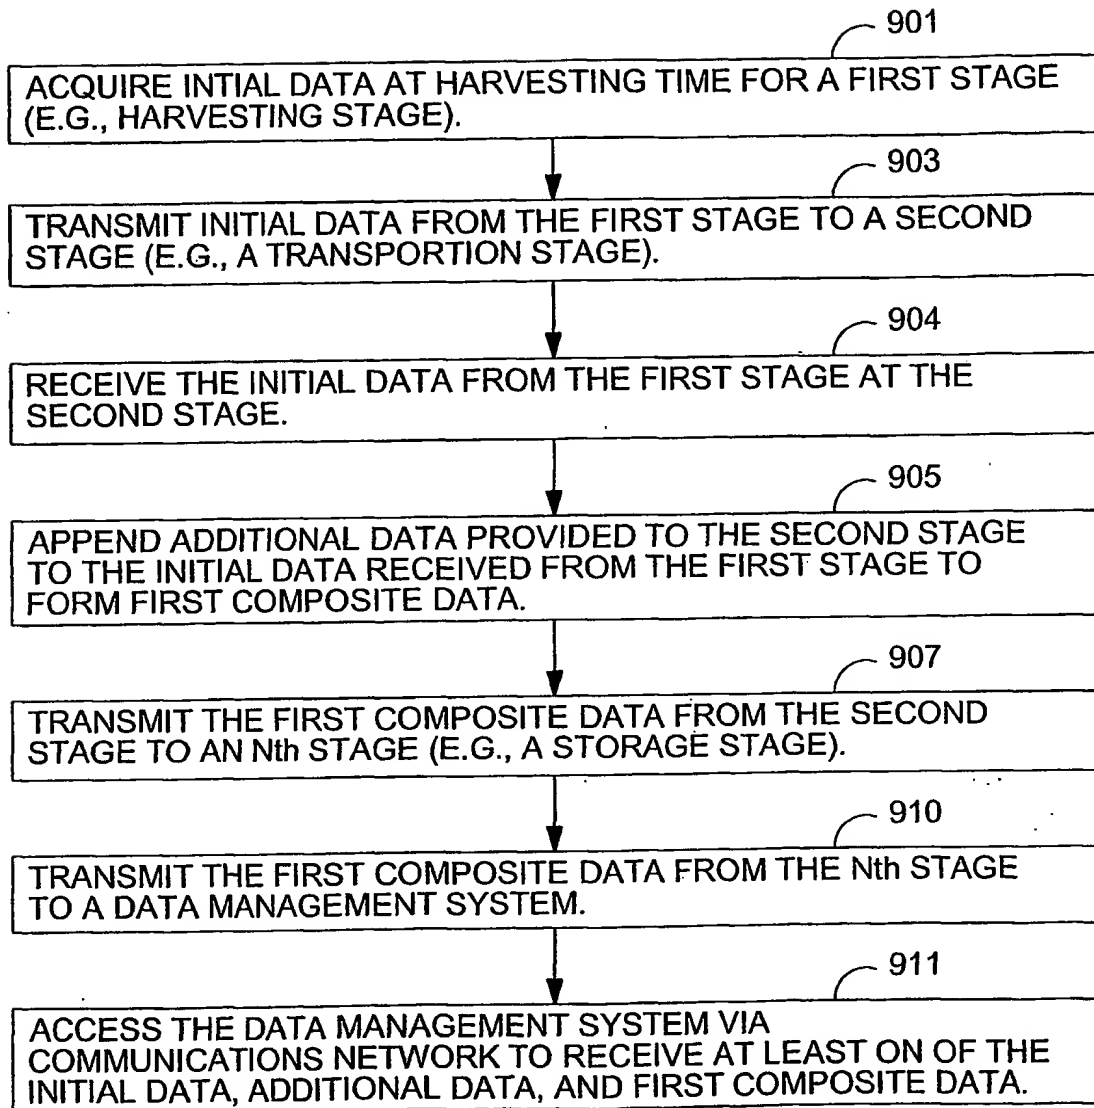 901
ACQUIRE INTIAL DATA AT HARVESTING TIME FOR A FIRST STAGE
(E.G., HARVESTING STAGE).
903
TRANSMIT INITIAL DATA FROM THE FIRST STAGE TO A SECOND
STAGE (E.G., A TRANSPORTION STAGE).
904
RECEIVE THE INITIAL DATA FROM THE FIRST STAGE AT THE
SECOND STAGE.
905
APPEND ADDITIONAL DATA PROVIDED TO THE SECOND STAGE
TO THE INITIAL DATA RECEIVED FROM THE FIRST STAGE TO
FORM FIRST COMPOSITE DATA.
907
TRANSMIT THE FIRST COMPOSITE DATA FROM THE SECOND
STAGE TO AN Nth STAGE (E.G., A STORAGE STAGE).
910
TRANSMIT THE FIRST COMPOSITE DATA FROM THE Nth STAGE
TO A DATA MANAGEMENT SYSTEM.
911
ACCESS THE DATA MANAGEMENT SYSTEM VIA
COMMUNICATIONS NETWORK TO RECEIVE AT LEAST ON OF THE
INITIAL DATA, ADDITIONAL DATA, AND FIRST COMPOSITE DATA.